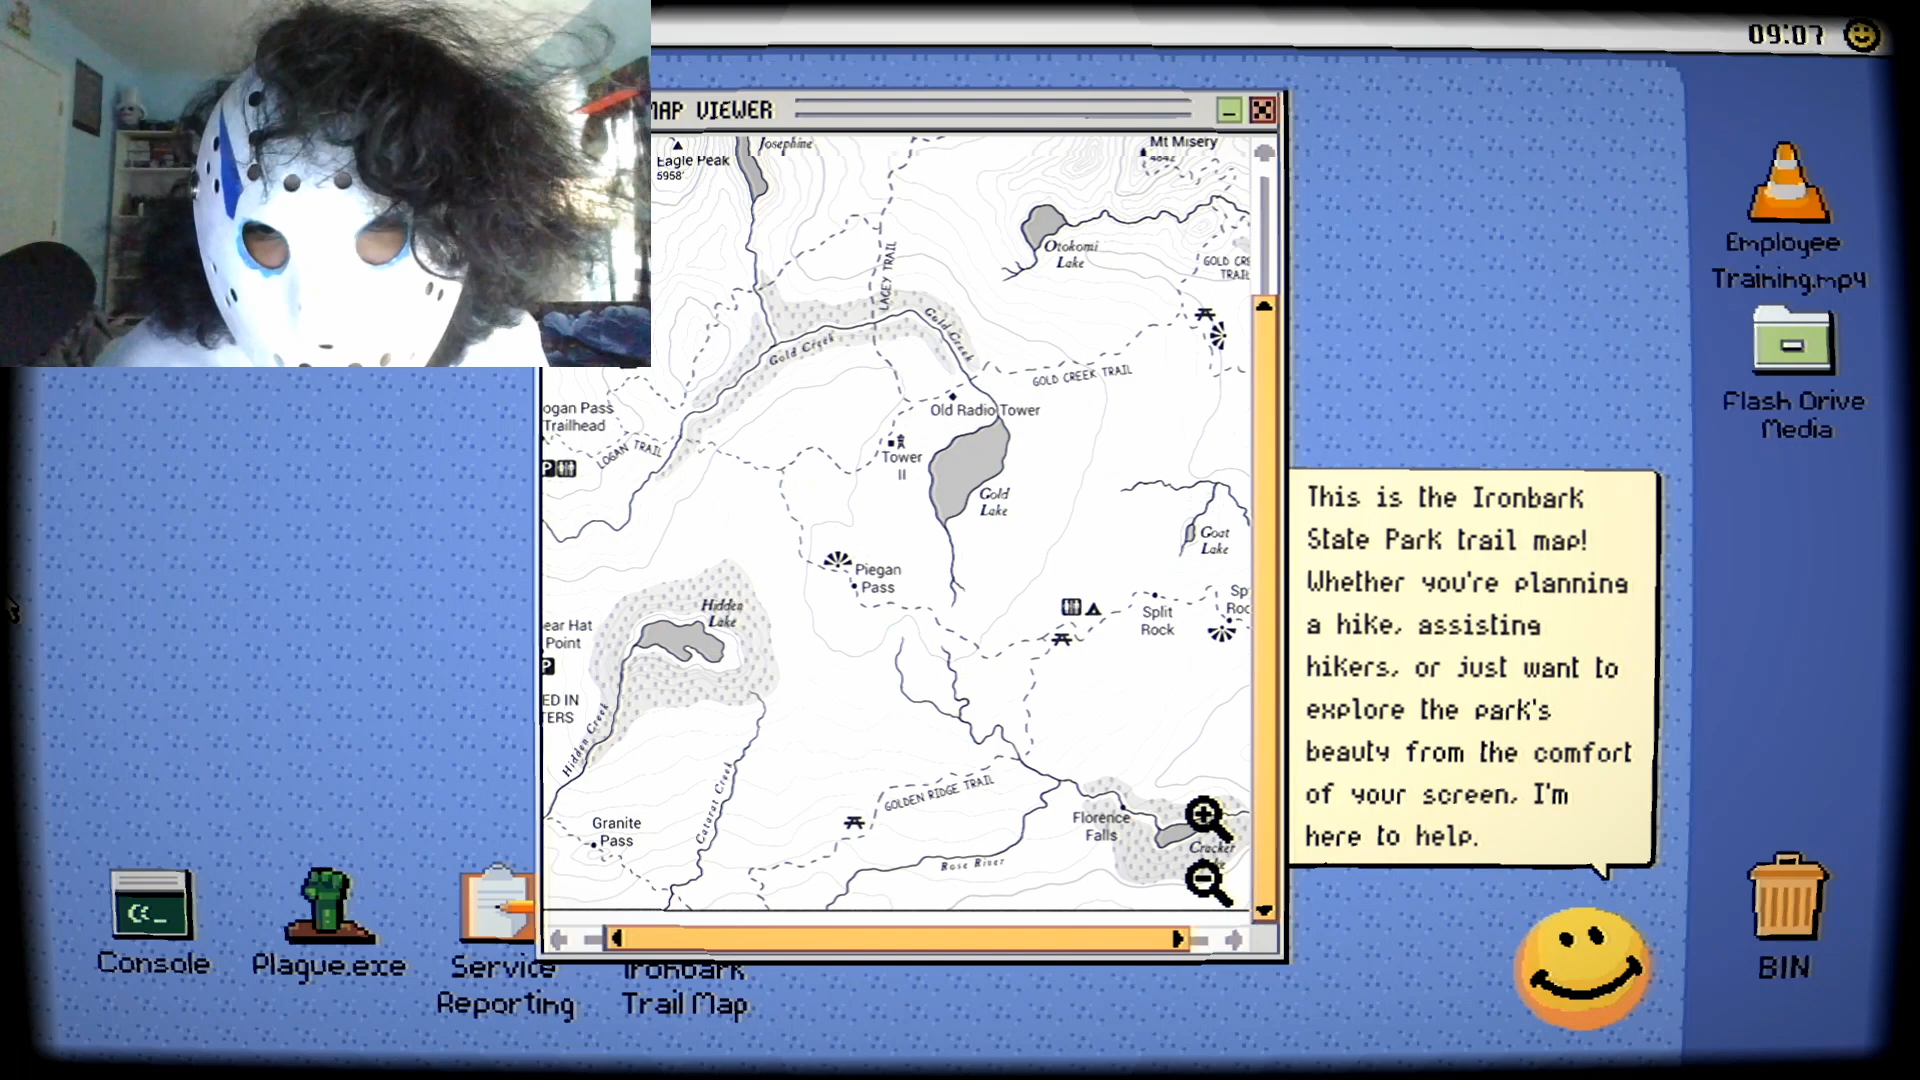 09:07
MAP VIEWER
Josephine
Eagle Peak
5958'
Mt Misery
LACEY TRAIL
Otokomi
Lake
GOLD CRE
TRAIL
Gold Creek
Gold Creek
GOLD CREEK TRAIL
Old Radio Tower
ogan Pass
Trailhead
P
LOGAN TRAIL
Tower
II
Gold
Lake
Goat
Lake
Piegan
Pass
Hidden
Lake
Split
Rock
Sp
Roc
ear Hat
Point
P
ED IN
TERS
Hidden Creek
Catarat Creek
GOLDEN RIDGE TRAIL
Granite
Pass
Rose River
Florence
Falls
Cracker
Employee
Training.mp4
Flash Drive
Media
This is the Ironbark
State Park trail map!
Whether you're planning
a hike, assisting
hikers, or just want to
explore the park's
beauty from the comfort
of your screen, I'm
here to help.
Console
Plague.exe
Service
Reporting
Ironbark
Trail Map
BIN